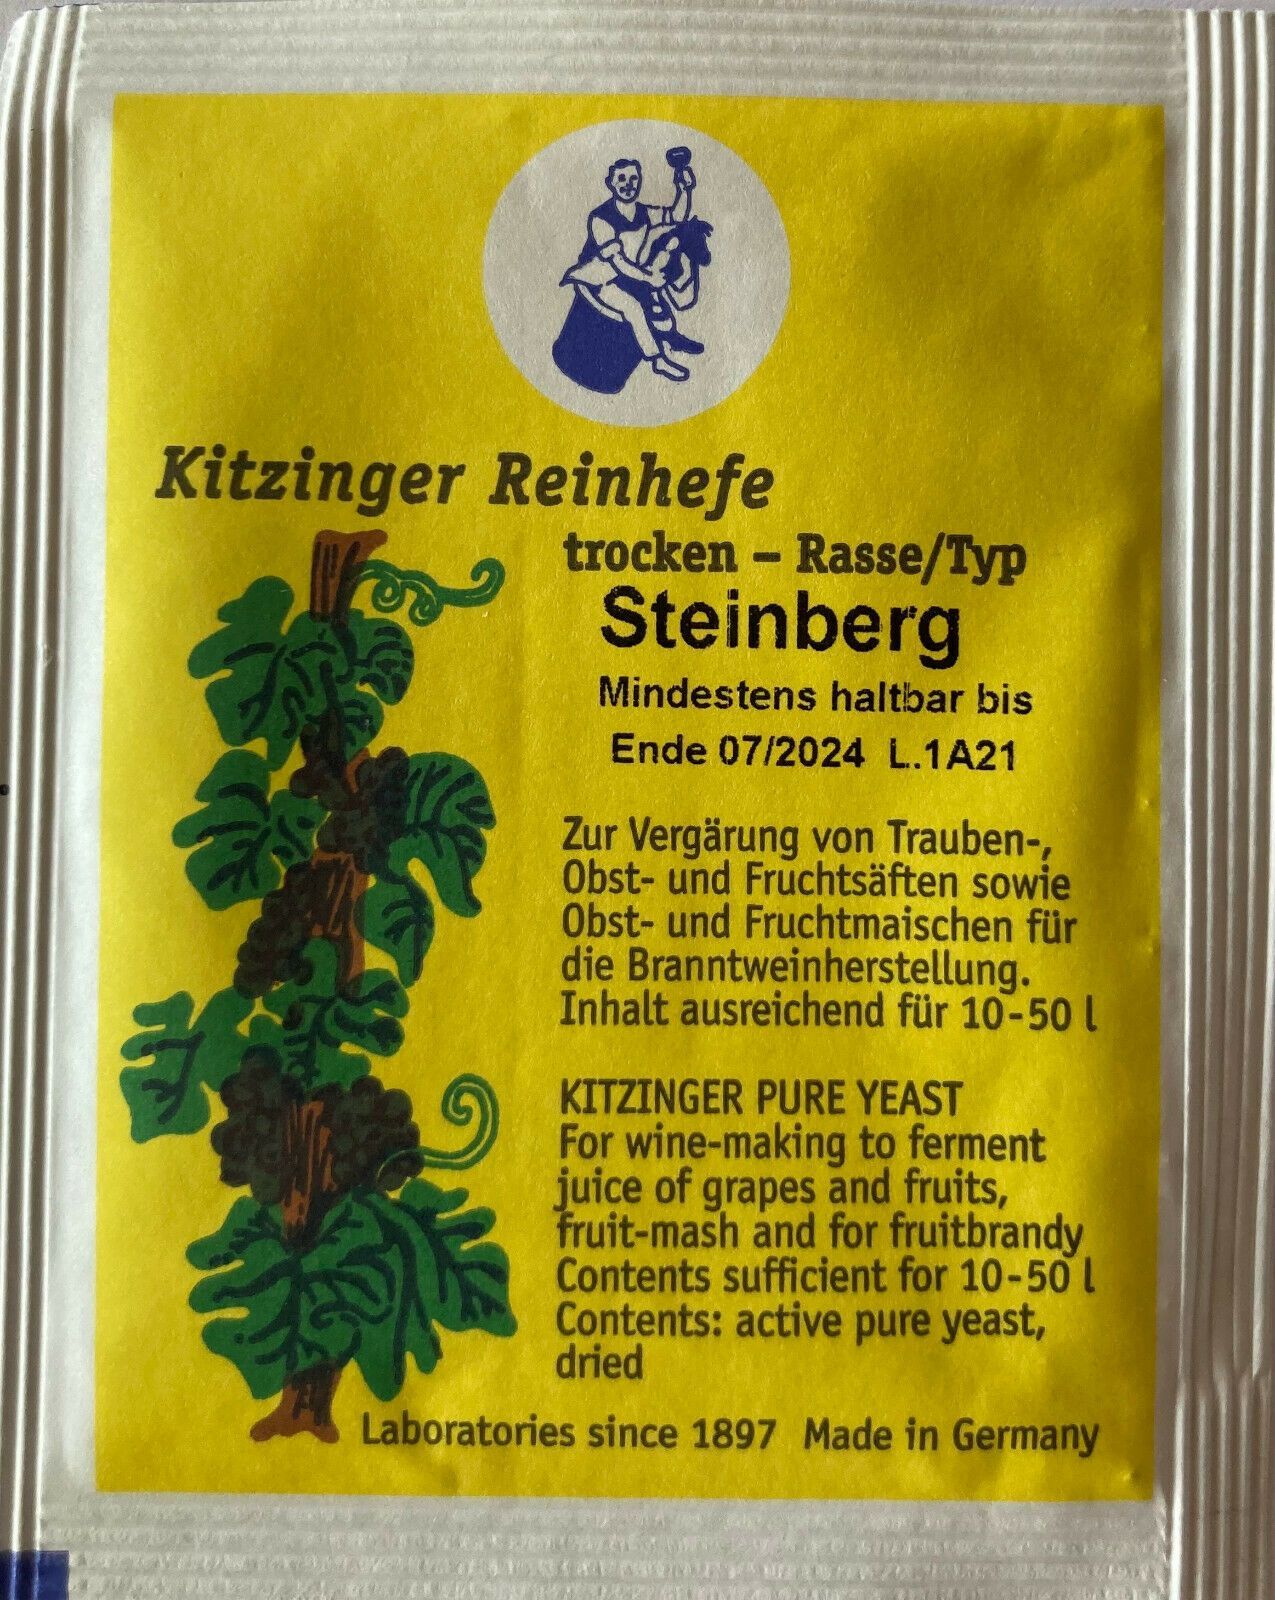 Kitzinger Reinhefe
trocken – Rasse/Typ
Steinberg
Mindestens haltbar bis
Ende 07/2024 L..1A21
Zur Vergärung von Trauben-,
Obst- und Fruchtsäften sowie
Obst- und Fruchtmaischen für
die Branntweinherstellung.
Inhalt ausreichend für 10-50 l
KITZINGER PURE YEAST
For wine-making to ferment
juice of grapes and fruits,
fruit-mash and for fruitbrandy
Contents sufficient for 10-50 l
Contents: active pure yeast,
dried
Laboratories since 1897 Made in Germany